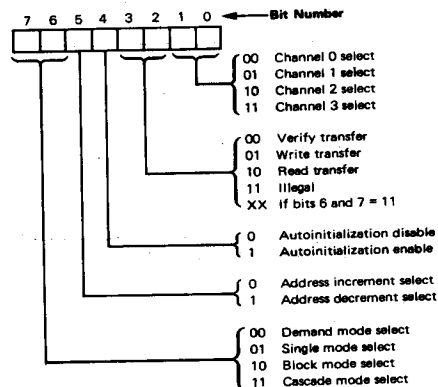 7 6 5 4 3 2 1 0 Bit Number
00 Channel 0 select
01 Channel 1 select
10 Channel 2 select
11 Channel 3 select
00 Verify transfer
01 Write transfer
10 Read transfer
11 Illegal
XX If bits 6 and 7 = 11
0 Autoinitialization disable
1 Autoinitialization enable
0 Address increment select
1 Address decrement select
00 Demand mode select
01 Single mode select
10 Block mode select
11 Cascade mode select